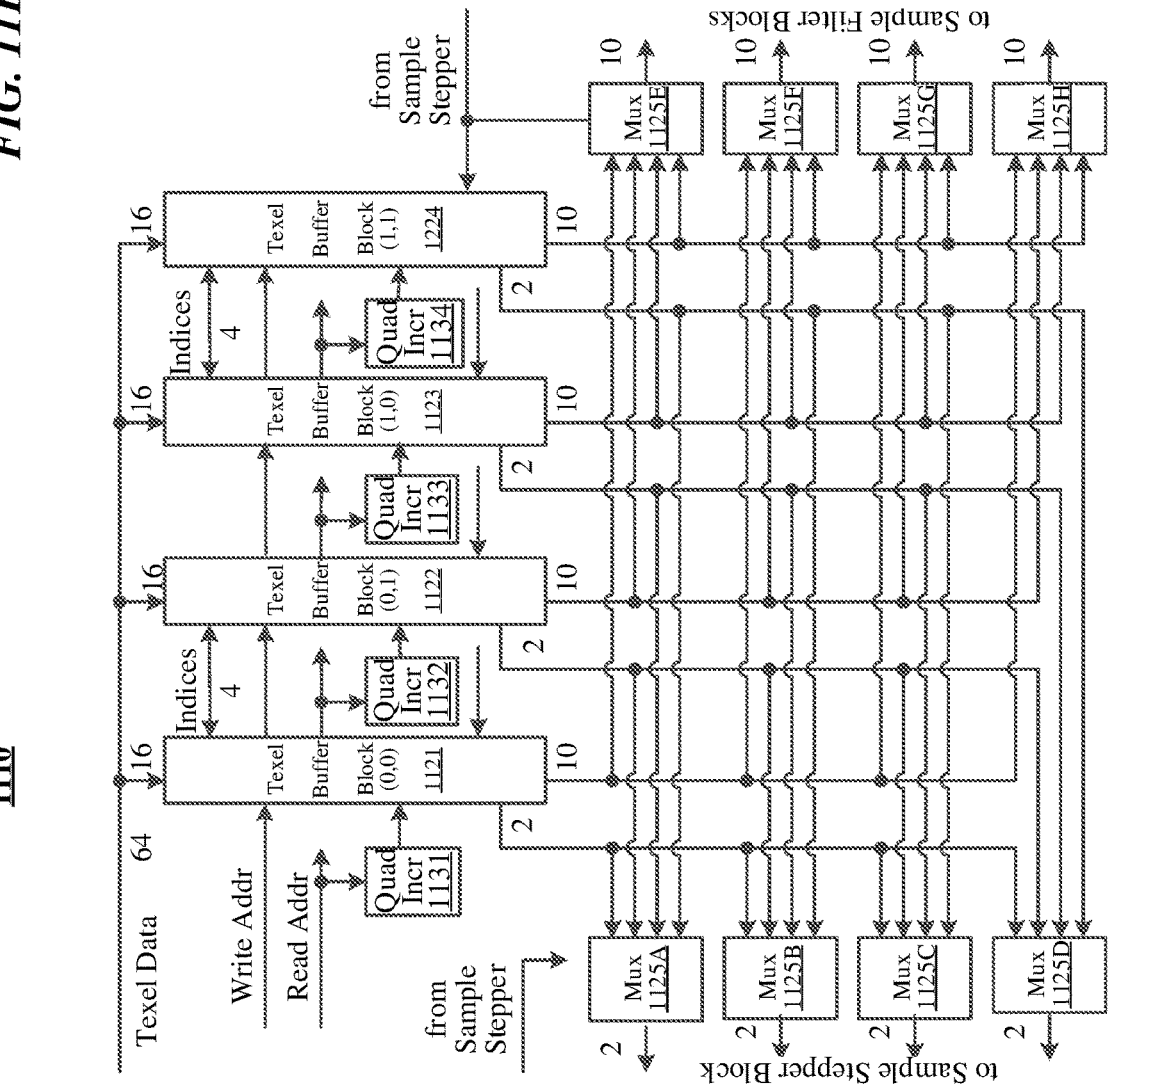 FIG. 11B
1110
Texel Data
64
16
16
16
16
Write Addr
Read Addr
Indices
4
Indices
4
Texel
Buffer
Block
(0,0)
1121
Texel
Buffer
Block
(0,1)
1122
Texel
Buffer
Block
(1,0)
1123
Texel
Buffer
Block
(1,1)
1224
Quad
Incr
1131
Quad
Incr
1132
Quad
Incr
1133
Quad
Incr
1134
from
Sample
Stepper
from
Sample
Stepper
2
10
2
10
2
10
2
10
Mux
1125A
Mux
1125B
Mux
1125C
Mux
1125D
2
2
2
2
to Sample Stepper Block
Mux
1125E
Mux
1125F
Mux
1125G
Mux
1125H
10
10
10
10
to Sample Filter Blocks